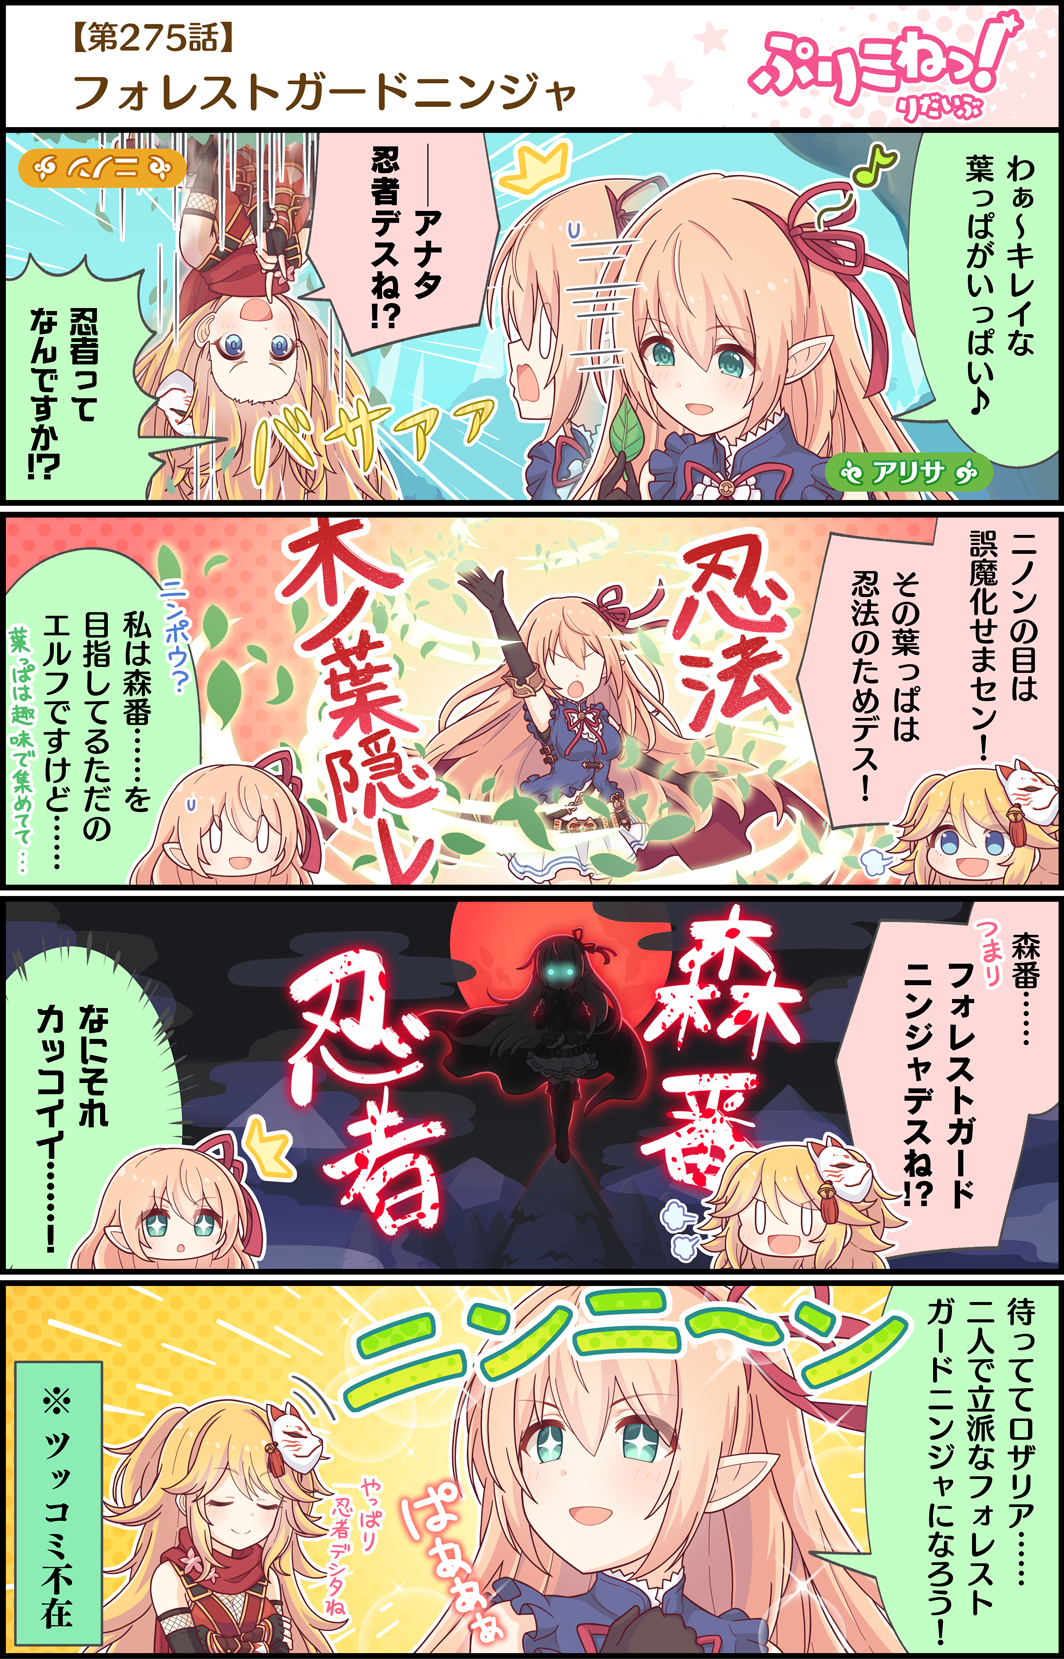 【第275話】
フォレストガードニンジャ
ぷりこねっ!
りだいぶ
わぁ～キレイな
葉っぱがいっぱい♪
アリサ
――アナタ
忍者デスね!?
ニノン
バサァァァ
忍者って
なんですか!?
ニノンの目は
誤魔化せまセン！
その葉っぱは
忍法のためデス！
忍法
木ノ葉隠レ
ニンポウ？
私は森番……を
目指してるただの
エルフですけど……
葉っぱは趣味で集めてて…
森番……
つまり
フォレストガード
ニンジャデスね!?
森番
忍者
なにそれ
カッコイイ……！
待っててロザリア……
二人で立派なフォレスト
ガードニンジャになろう！
ニンニーン
ぱあぁぁ
やっぱり
忍者デシタね
※ツッコミ不在